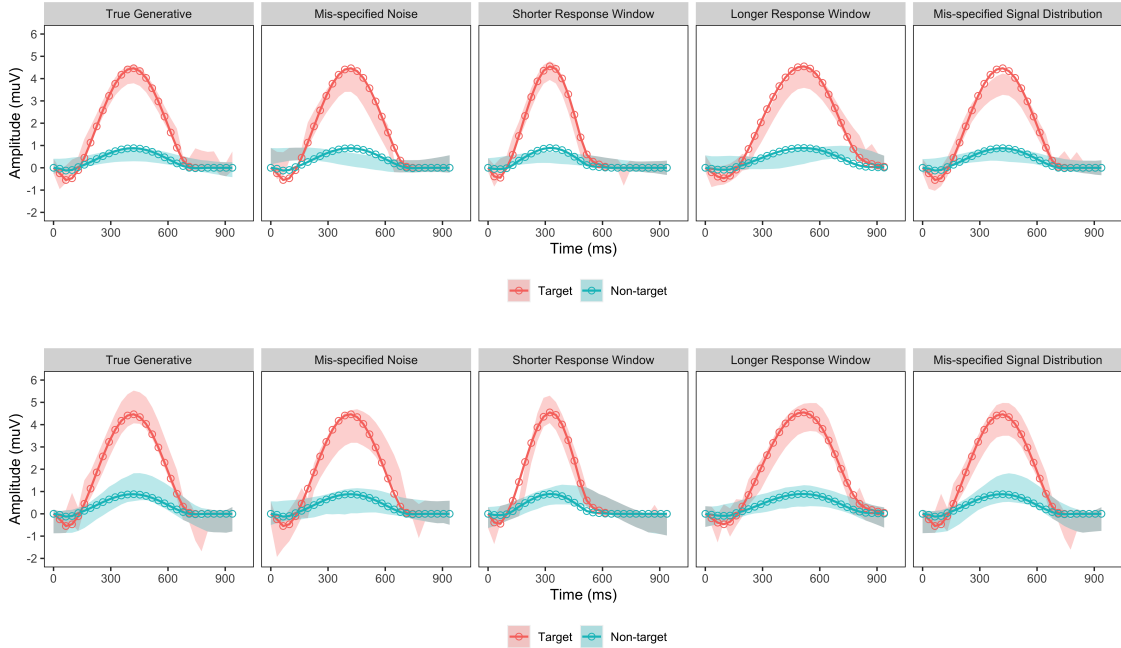 True Generative Mis-specified Noise Shorter Response Window Longer Response Window Mis-specified Signal Distribution
Amplitude (muV)
6
5
4
3
2
1
0
-1
-2
0 300 600 900 0 300 600 900 0 300 600 900 0 300 600 900 0 300 600 900
Time (ms)
Target Non-target
True Generative Mis-specified Noise Shorter Response Window Longer Response Window Mis-specified Signal Distribution
Amplitude (muV)
6
5
4
3
2
1
0
-1
-2
0 300 600 900 0 300 600 900 0 300 600 900 0 300 600 900 0 300 600 900
Time (ms)
Target Non-target